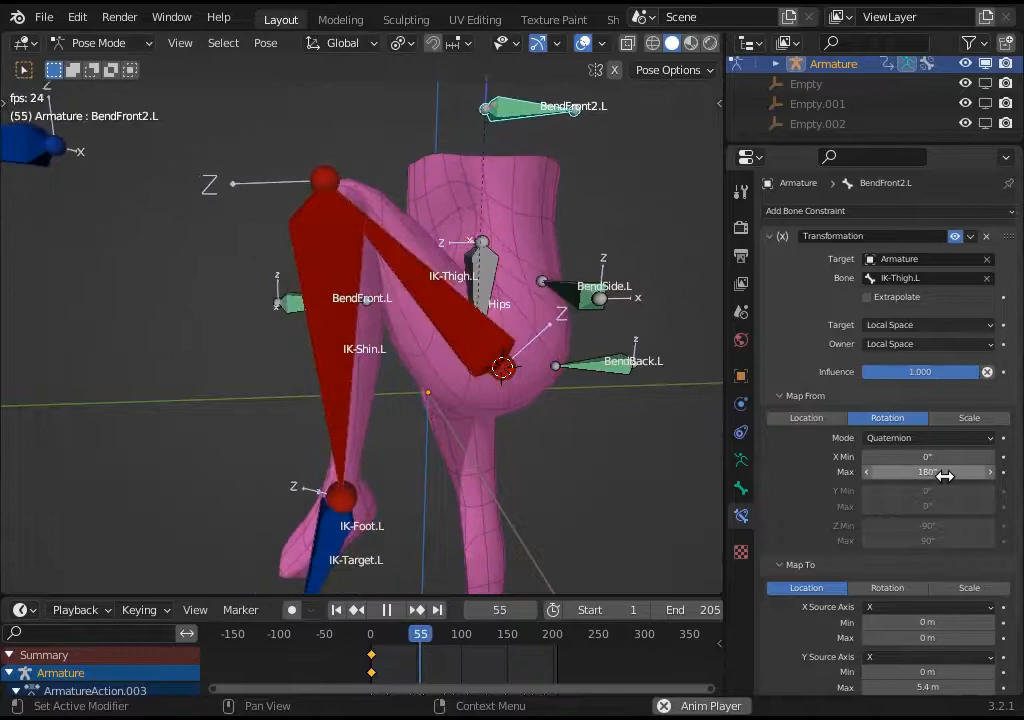 File Edit Render Window Help Layout Modeling Sculpting UV Editing Texture Paint Sh Scene ViewLayer
Pose Mode View Select Pose Global
X Pose Options
fps: 24
(55) Armature : BendFront2.L
BendFront2.L
x
Z
z x
IK-Thigh.L
Hips
Z
BendSide.L
x
z
x
BendFront.L
Z
IK-Shin.L
z
BendBack.L
Z
IK-Foot.L
IK-Target.L
Armature
Empty
Empty.001
Empty.002
Armature BendFront2.L
Add Bone Constraint
(x) Transformation
Target Armature
Bone IK-Thigh.L
Extrapolate
Target Local Space
Owner Local Space
Influence 1.000
Map From
Location Rotation Scale
Mode Quaternion
X Min 0°
Max 180°
Y Min 0°
Max 0°
Z Min -90°
Max 90°
Map To
Location Rotation Scale
X Source Axis X
Min 0 m
Max 0 m
Y Source Axis X
Min 0 m
Max 5.4 m
Playback Keying View Marker 55 Start 1 End 205
-150 -100 -50 0 55 100 150 200 250 300 350
Summary
Armature
ArmatureAction.003
Set Active Modifier Pan View Context Menu Anim Player 3.2.1